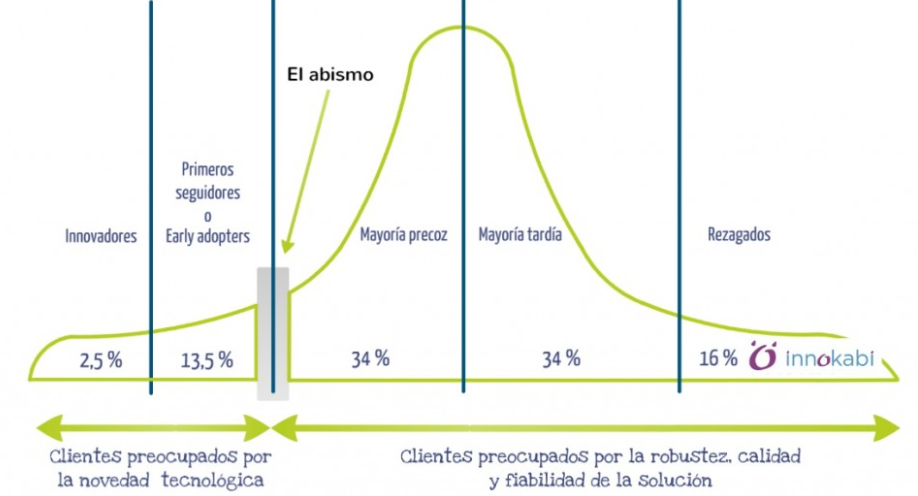 El abismo
Primeros
seguidores
o
Early adopters
Innovadores
Mayoría precoz
Mayoría tardía
Rezagados
2,5 %
13,5 %
34 %
34 %
16 %
innokabi
Clientes preocupados por
la novedad tecnológica
Clientes preocupados por la robustez, calidad
y fiabilidad de la solución